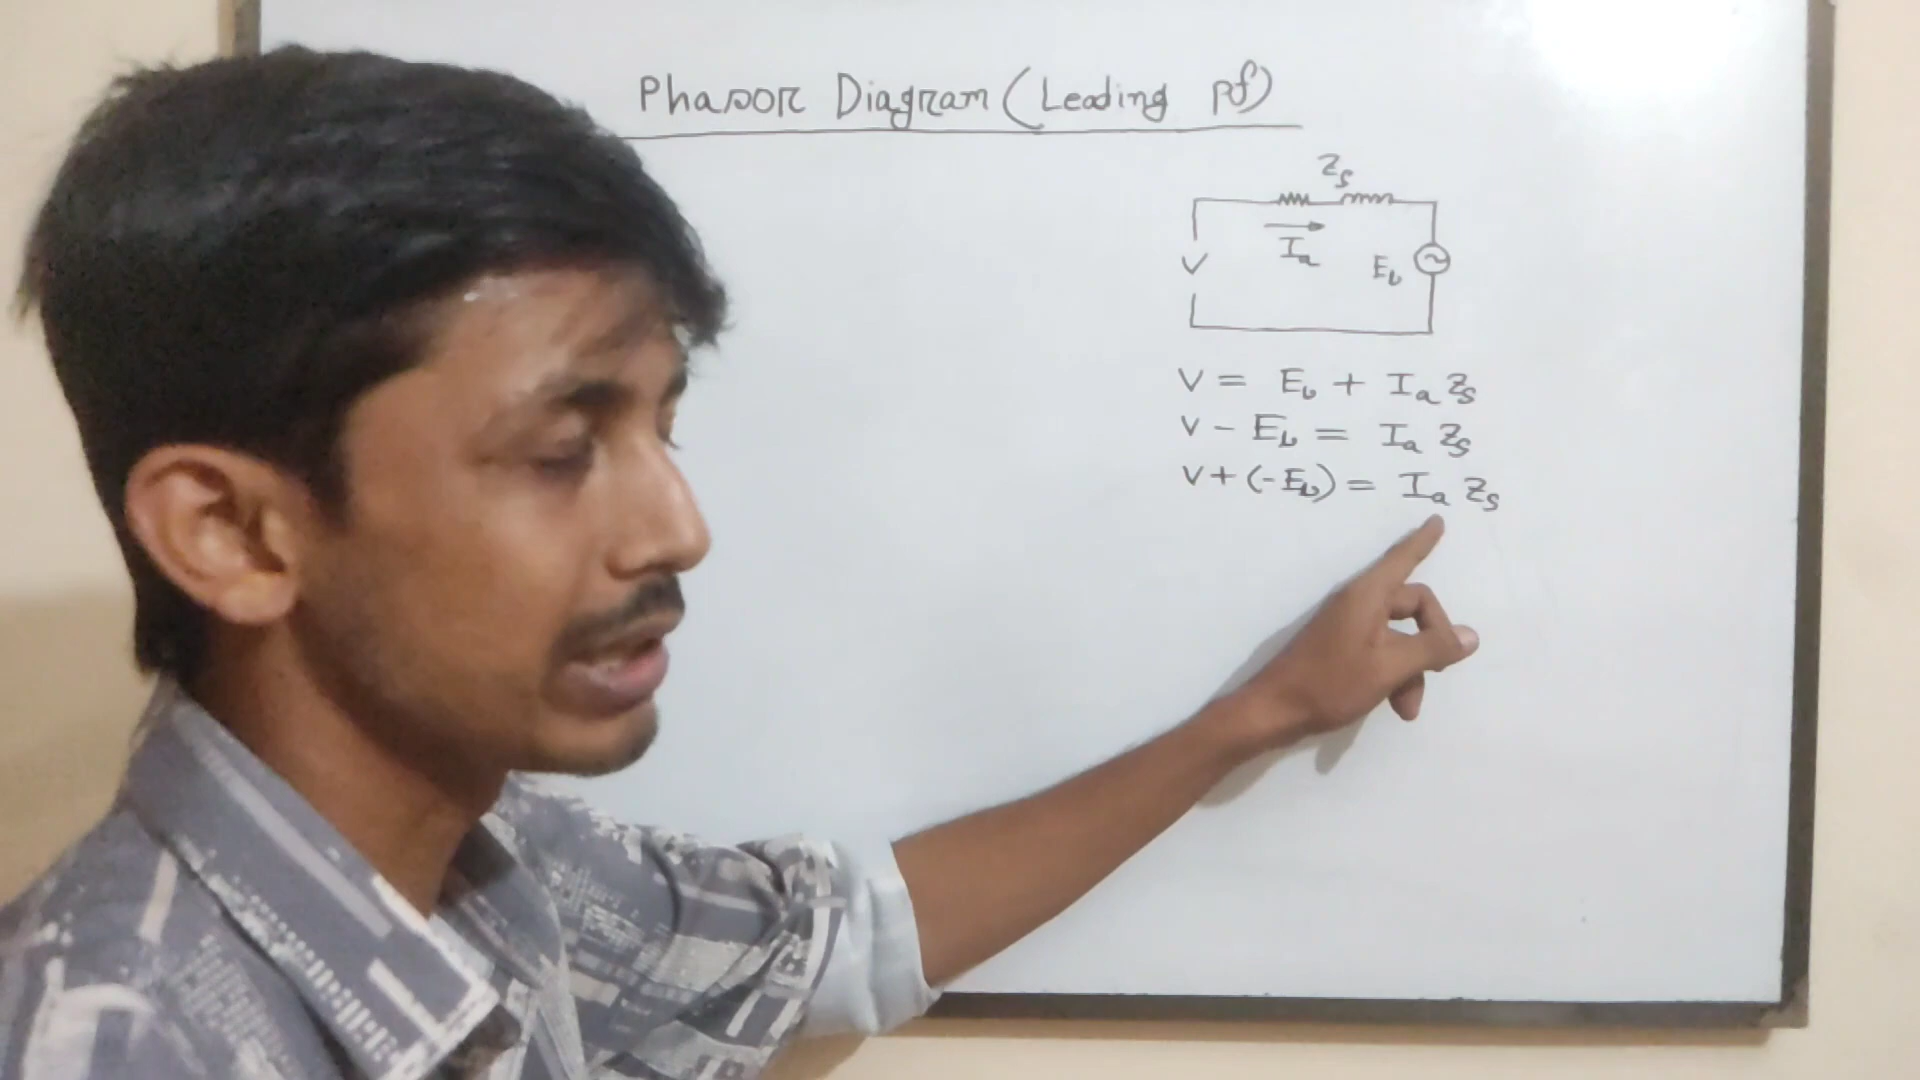 Phasor Diagram (Leading pf)
Zs
Ia
V
Eb
V = Eb + Ia Zs
V - Eb = Ia Zs
V + (-Eb) = Ia Zs